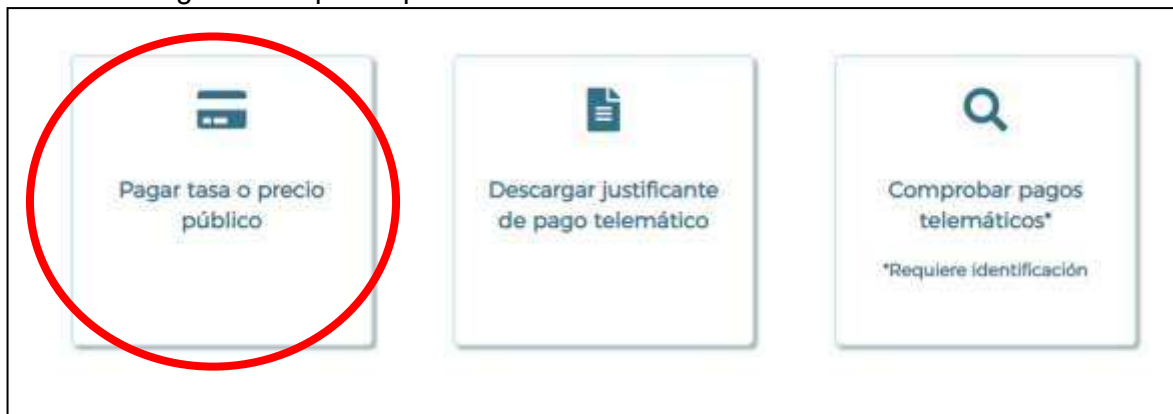 Pagar tasa o precio
público
Descargar justificante
de pago telemático
Comprobar pagos
telemáticos*
*Requiere identificación